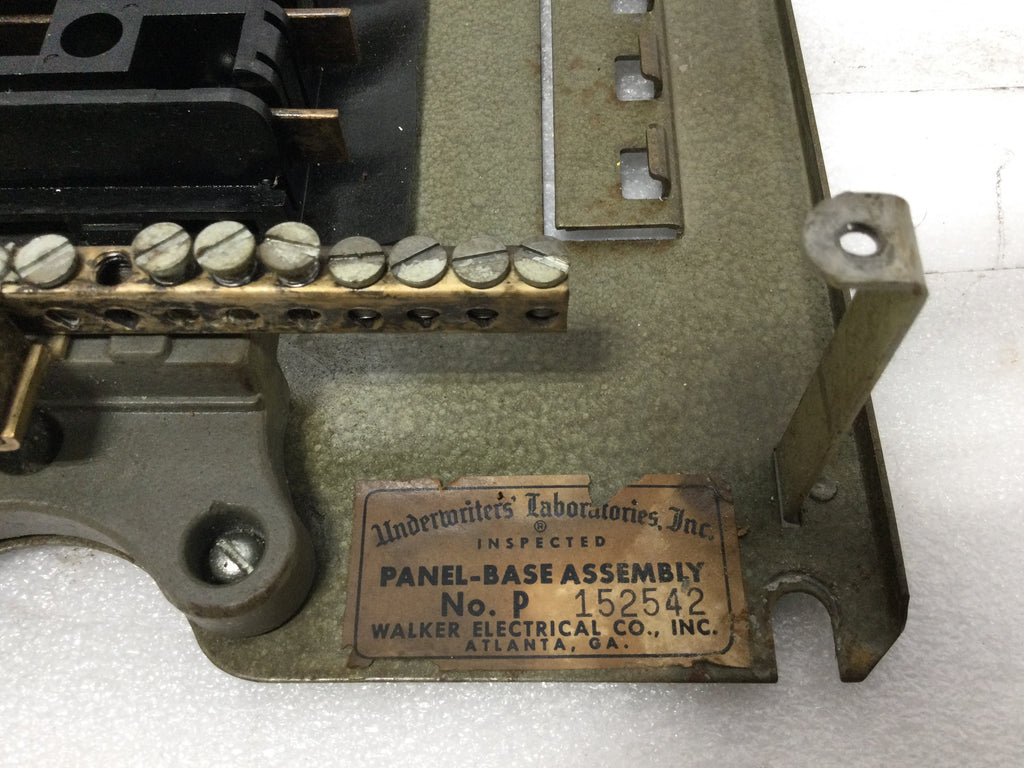 Underwriters' Laboratories, Inc.
®
INSPECTED
PANEL-BASE ASSEMBLY
No. P 152542
WALKER ELECTRICAL CO., INC.
ATLANTA, GA.